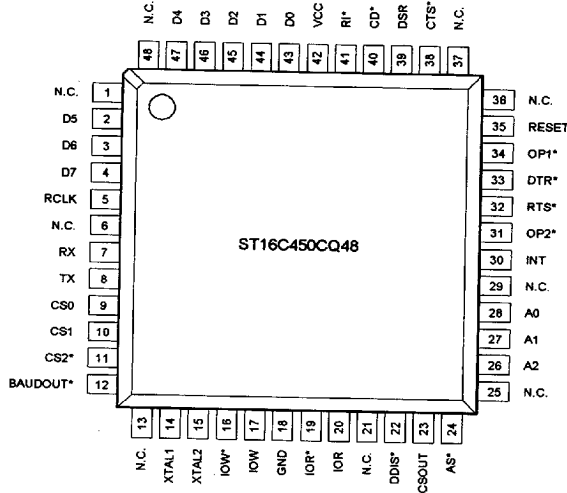 N.C. D4 D3 D2 D1 D0 VCC RI* CD* DSR CTS* N.C.
48 47 46 45 44 43 42 41 40 39 38 37
N.C. 1
D5 2
D6 3
D7 4
RCLK 5
N.C. 6
RX 7
TX 8
CS0 9
CS1 10
CS2* 11
BAUDOUT* 12
ST16C450CQ48
36 N.C.
35 RESET
34 OP1*
33 DTR*
32 RTS*
31 OP2*
30 INT
29 N.C.
28 A0
27 A1
26 A2
25 N.C.
13 14 15 16 17 18 19 20 21 22 23 24
N.C. XTAL1 XTAL2 IOW* IOW GND IOR* IOR N.C. DDIS* CSOUT AS*